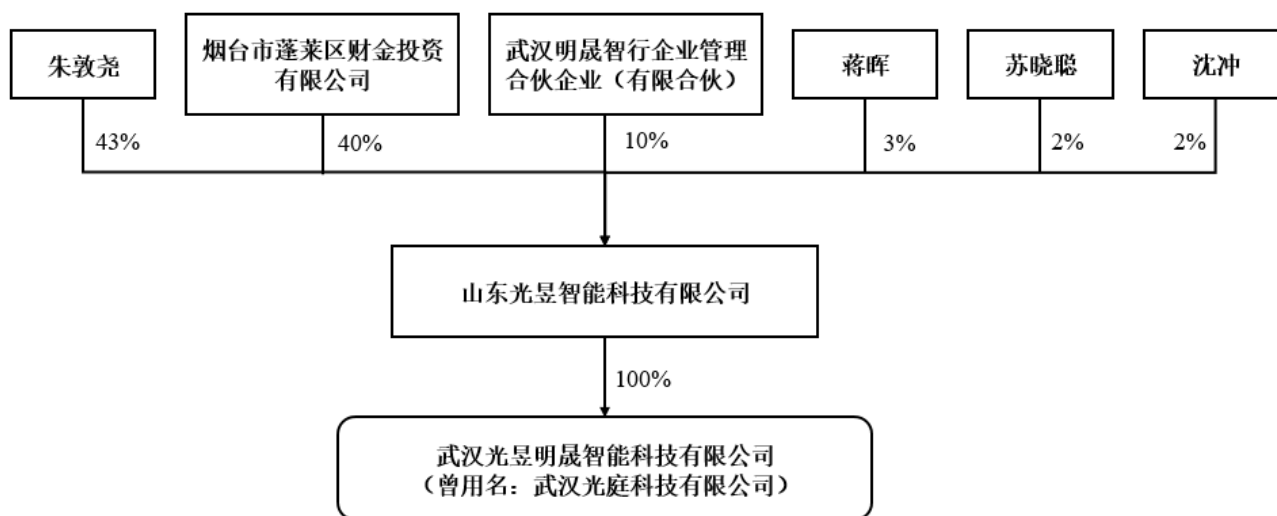 朱敦尧
烟台市蓬莱区财金投资
有限公司
武汉明晟智行企业管理
合伙企业（有限合伙）
蒋晖
苏晓聪
沈冲
43%
40%
10%
3%
2%
2%
山东光昱智能科技有限公司
100%
武汉光昱明晟智能科技有限公司
（曾用名：武汉光庭科技有限公司）